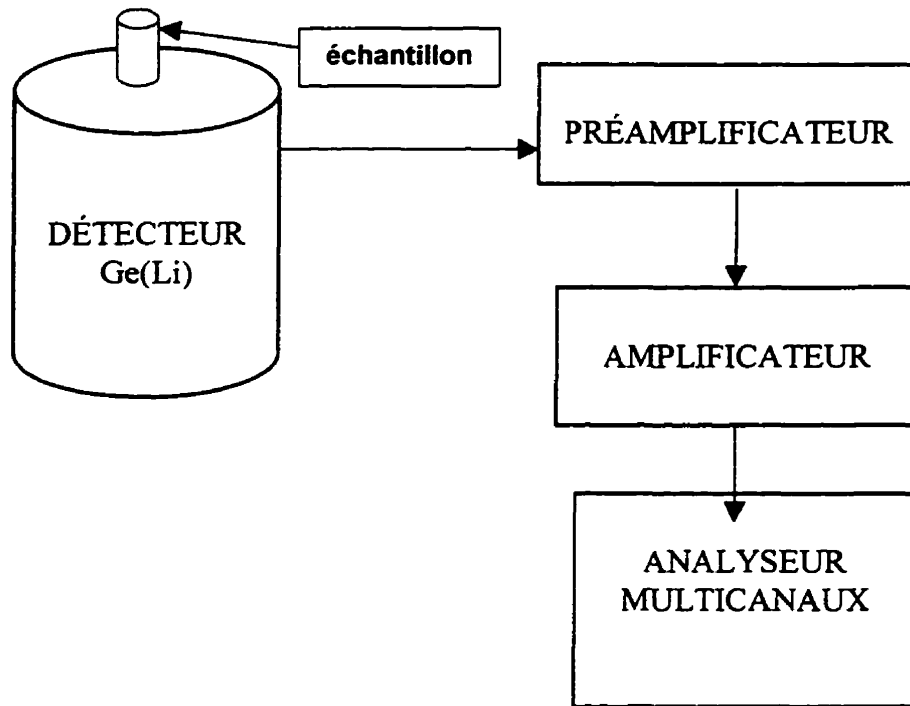 échantillon
PRÉAMPLIFICATEUR
DÉTECTEUR
Ge(Li)
AMPLIFICATEUR
ANALYSEUR
MULTICANAUX